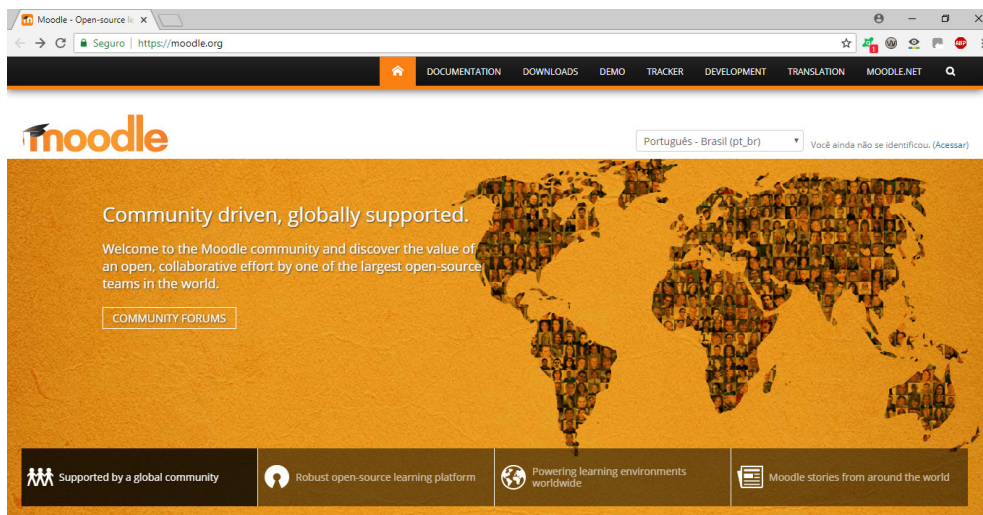 Moodle - Open-source le
Seguro | https://moodle.org
1
ABP
DOCUMENTATION DOWNLOADS DEMO TRACKER DEVELOPMENT TRANSLATION MOODLE.NET
moodle
Português - Brasil (pt_br)
Você ainda não se identificou. (Acessar)
Community driven, globally supported.
Welcome to the Moodle community and discover the value of
an open, collaborative effort by one of the largest open-source
teams in the world.
COMMUNITY FORUMS
Supported by a global community
Robust open-source learning platform
Powering learning environments
worldwide
Moodle stories from around the world